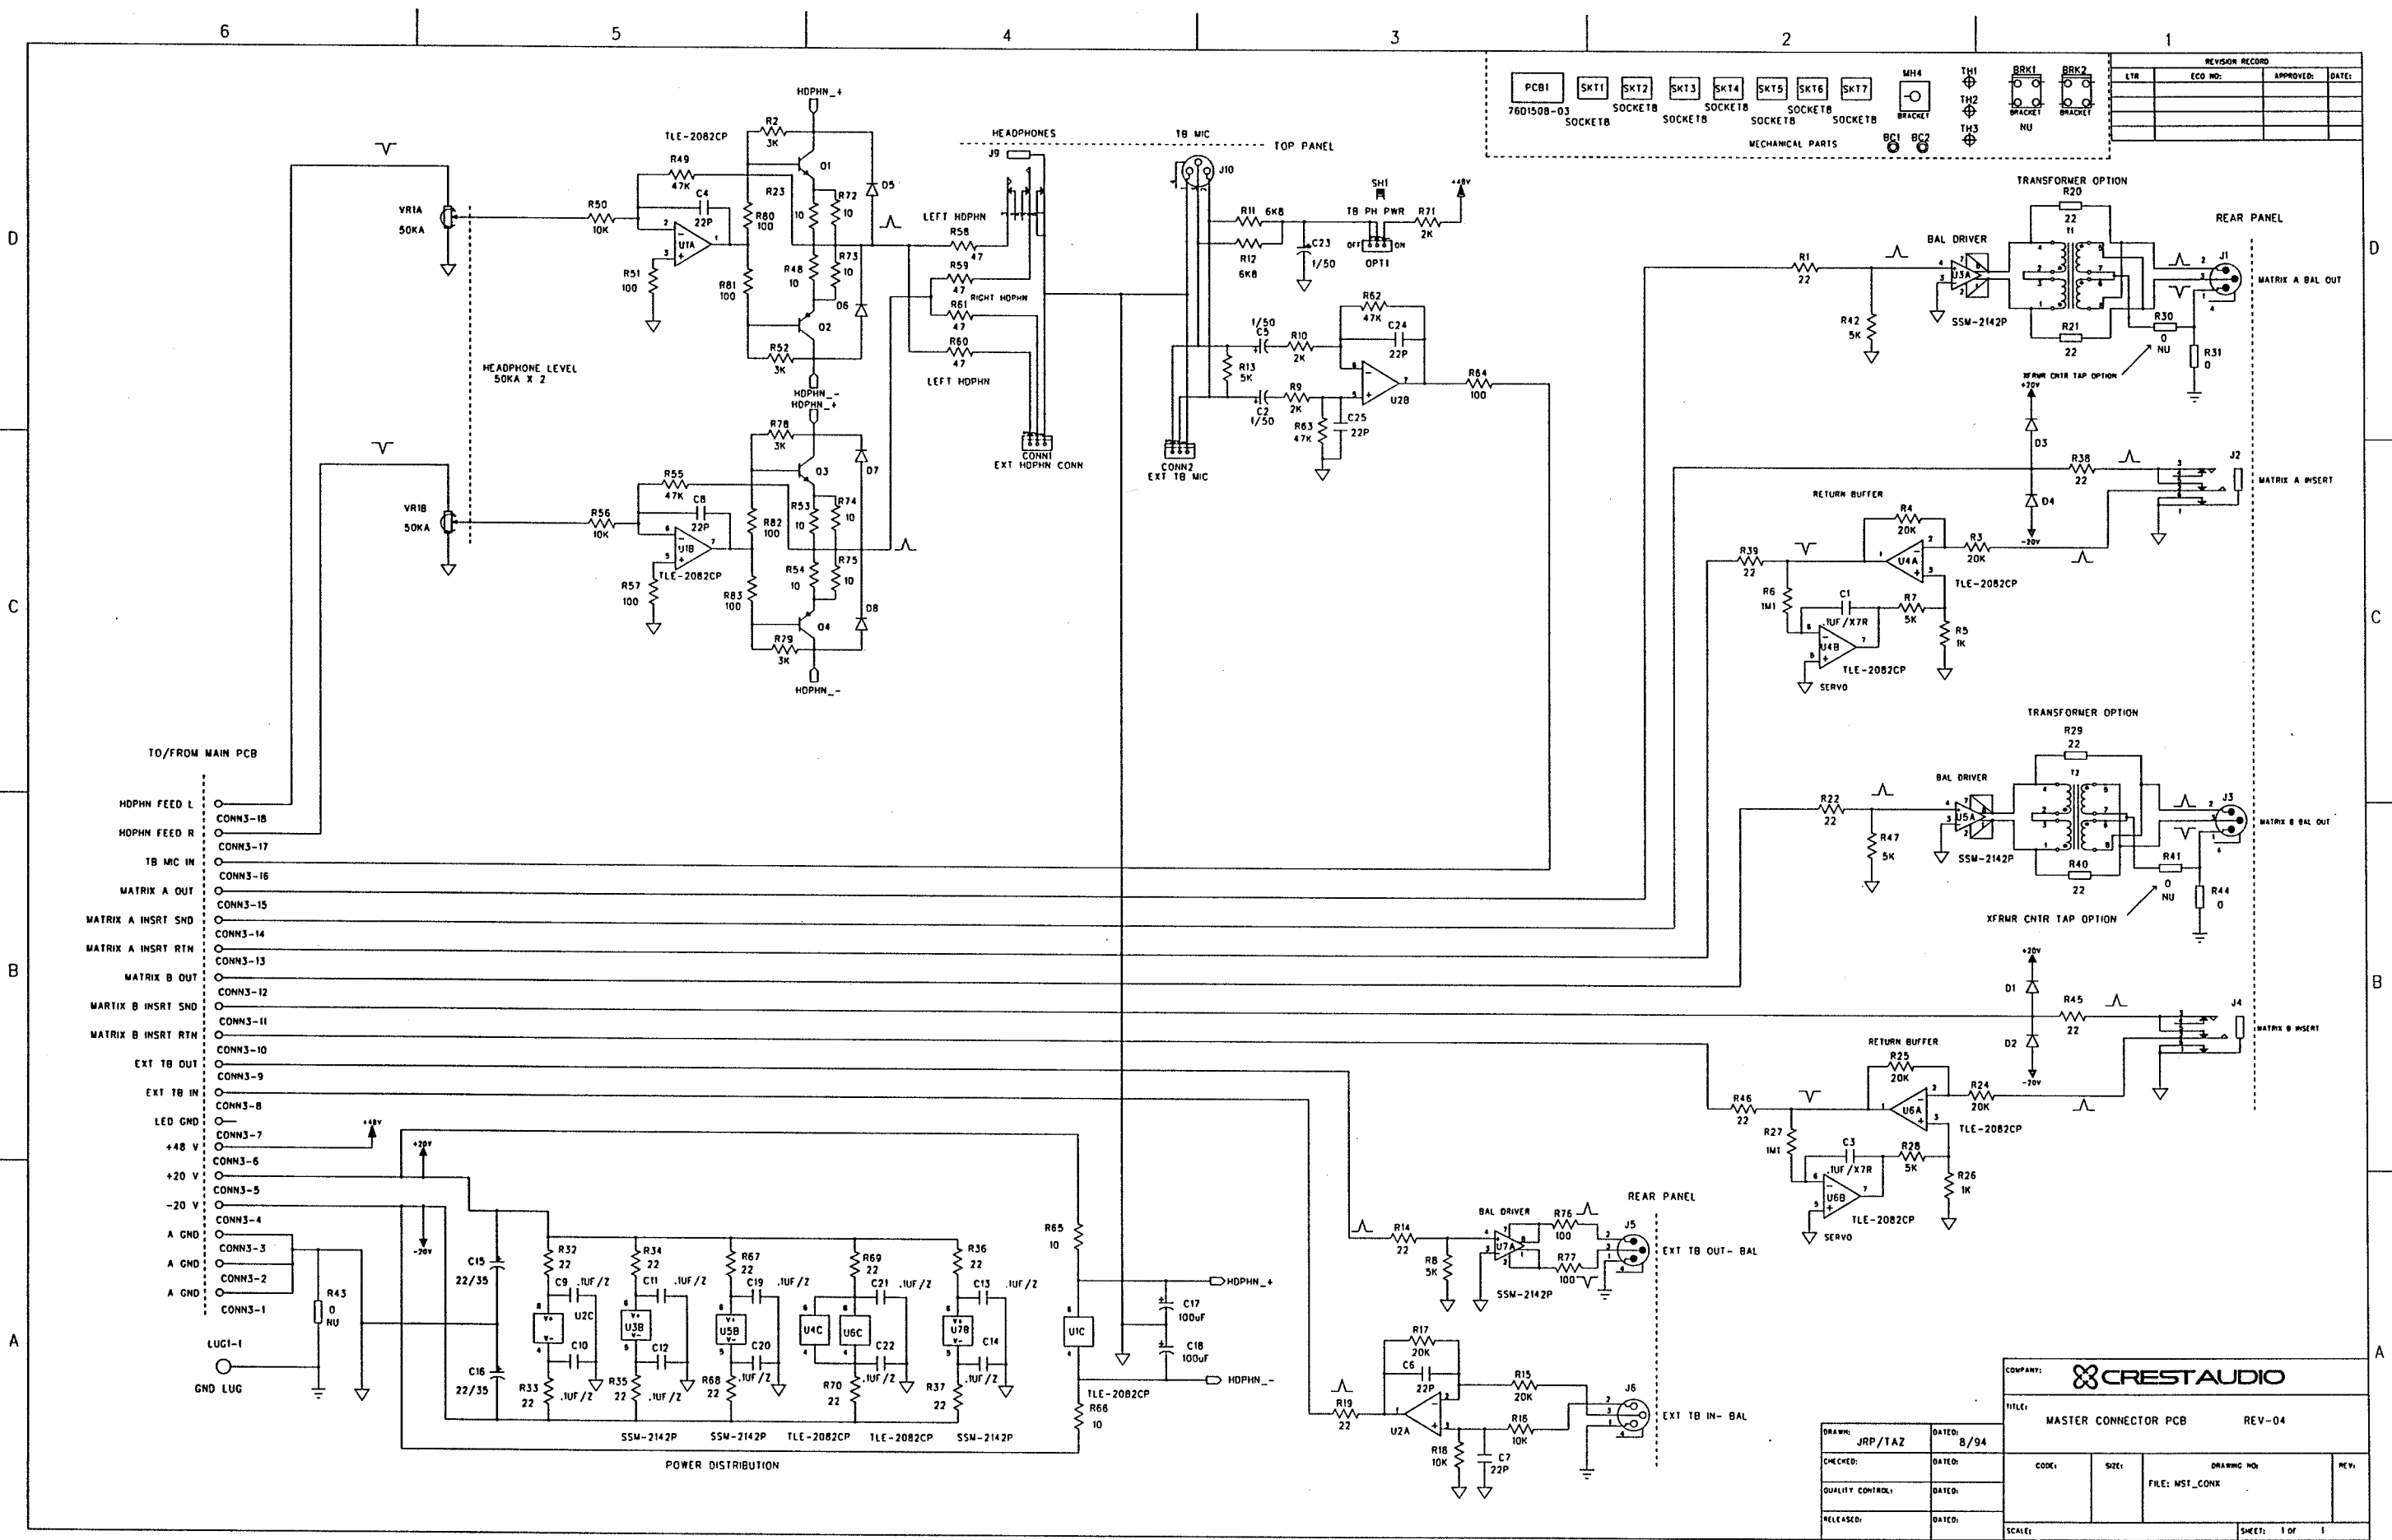 6 5 4 3 2 1
D
C
B
A
D
C
B
A
REVISION RECORD
LTR ECO NO: APPROVED: DATE:
PCB1
7601508-03
SKT1 SKT2 SKT3 SKT4 SKT5 SKT6 SKT7
SOCKET8 SOCKET8 SOCKET8 SOCKET8 SOCKET8 SOCKET8 SOCKET8
MH4
BRACKET
TH1
TH2
TH3
BRK1
BRACKET
NU
BRK2
BRACKET
BC1 BC2
MECHANICAL PARTS
HDPHN_+
TLE-2082CP
R2
3K
R49
47K
C4
22P
R23
10
R72
10
Q1
D5
VR1A
50KA
R50
10K
U1A
2
3
1
R51
100
R80
100
R81
100
R48
10
R73
10
D6
Q2
R52
3K
HDPHN_-
HEADPHONE LEVEL
50KA X 2
HDPHN_+
R78
3K
Q3
D7
R55
47K
C8
22P
VR1B
50KA
R56
10K
U1B
6
5
7
TLE-2082CP
R57
100
R82
100
R83
100
R53
10
R74
10
R54
10
R75
10
D8
Q4
R79
3K
HDPHN_-
HEADPHONES
J9
TOP PANEL
LEFT HDPHN
R58
47
R59
47
RIGHT HDPHN
R61
47
R60
47
LEFT HDPHN
CONN1
EXT HDPHN CONN
TB MIC
J10
CONN2
EXT TB MIC
R11 6K8
R12
6K8
C23
1/50
SH1
TB PH PWR
OFF ON
OPT1
R71
2K
+48V
1/50
C5
R10
2K
R13
5K
C2
1/50
R9
2K
R63
47K
C25
22P
R62
47K
C24
22P
6
5
7
U2B
R64
100
TRANSFORMER OPTION
R20
22
T1
REAR PANEL
BAL DRIVER
R1
22
R42
5K
U3A
SSM-2142P
R21
22
J1
MATRIX A BAL OUT
R30
0
NU
R31
0
XFRMR CNTR TAP OPTION
+20V
D3
D4
-20V
R38
22
J2
MATRIX A INSERT
RETURN BUFFER
R4
20K
R3
20K
R39
22
U4A
TLE-2082CP
R6
1M1
C1
.1UF/X7R
R7
5K
R5
1K
U4B
TLE-2082CP
SERVO
TRANSFORMER OPTION
R29
22
T2
BAL DRIVER
R22
22
R47
5K
U5A
SSM-2142P
R40
22
J3
MATRIX B BAL OUT
R41
0
NU
R44
0
XFRMR CNTR TAP OPTION
+20V
D1
D2
-20V
R45
22
J4
MATRIX B INSERT
RETURN BUFFER
R25
20K
R24
20K
R46
22
U6A
TLE-2082CP
R27
1M1
C3
.1UF/X7R
R28
5K
R26
1K
U6B
TLE-2082CP
SERVO
TO/FROM MAIN PCB
HDPHN FEED L
CONN3-18
HDPHN FEED R
CONN3-17
TB MIC IN
CONN3-16
MATRIX A OUT
CONN3-15
MATRIX A INSRT SND
CONN3-14
MATRIX A INSRT RTN
CONN3-13
MATRIX B OUT
CONN3-12
MARTIX B INSRT SND
CONN3-11
MATRIX B INSRT RTN
CONN3-10
EXT TB OUT
CONN3-9
EXT TB IN
CONN3-8
LED GND
CONN3-7
+48 V
CONN3-6
+20 V
CONN3-5
-20 V
CONN3-4
A GND
CONN3-3
A GND
CONN3-2
A GND
CONN3-1
LUG1-1
GND LUG
R43
0
NU
+48V
+20V
-20V
C15
22/35
C16
22/35
R32
22
C9 .1UF/Z
U2C
C10
R33
22
.1UF/Z
R34
22
C11 .1UF/Z
U3B
C12
R35
22
.1UF/Z
SSM-2142P
R67
22
C19 .1UF/Z
U5B
C20
R68
22
.1UF/Z
SSM-2142P
R69
22
C21 .1UF/Z
U4C
U6C
C22
R70
22
.1UF/Z
TLE-2082CP TLE-2082CP
R36
22
C13 .1UF/Z
U7B
C14
R37
22
.1UF/Z
SSM-2142P
POWER DISTRIBUTION
R65
10
U1C
TLE-2082CP
R66
10
C17
100uF
C18
100uF
HDPHN_+
HDPHN_-
REAR PANEL
BAL DRIVER
R14
22
R8
5K
U7A
SSM-2142P
R76
100
R77
100
J5
EXT TB OUT- BAL
R17
20K
C6
22P
R15
20K
R19
22
U2A
R16
10K
R18
10K
C7
22P
J6
EXT TB IN- BAL
COMPANY:
CRESTAUDIO
TITLE:
MASTER CONNECTOR PCB REV-04
DRAWN:
JRP/TAZ
DATED:
8/94
CHECKED:
DATED:
QUALITY CONTROL:
DATED:
RELEASED:
DATED:
CODE: SIZE: DRAWING NO: REV:
FILE: MST_CONX
SCALE:
SHEET: 1 OF 1